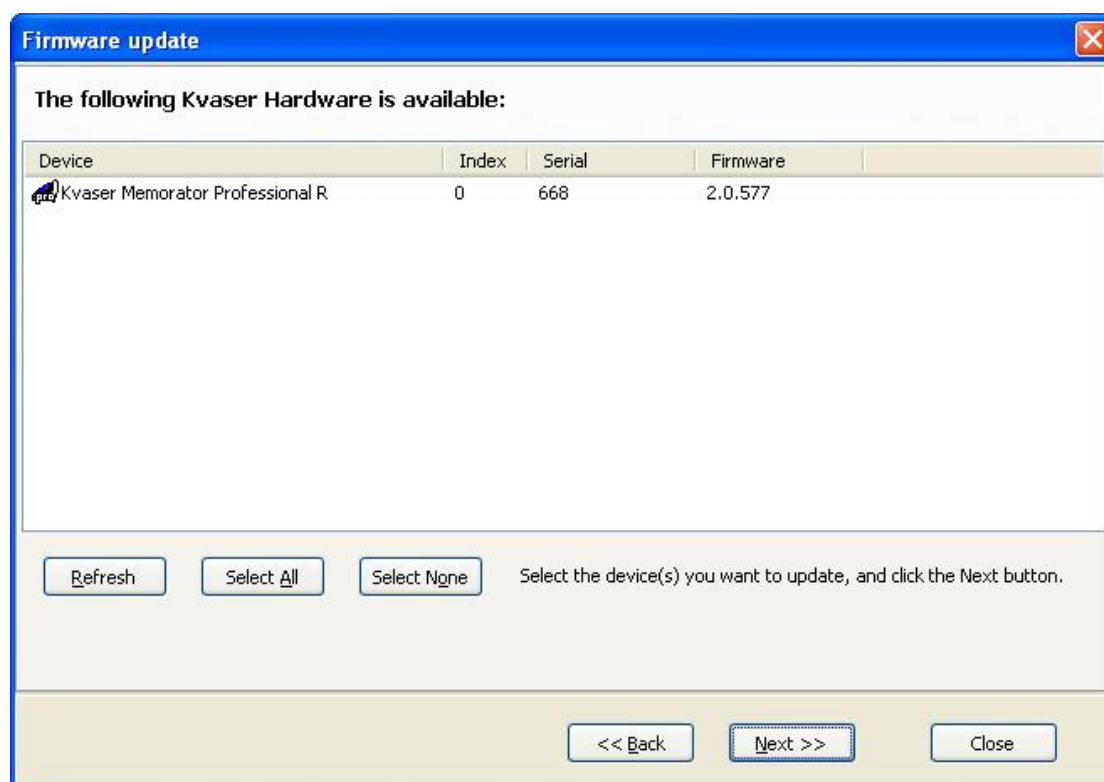 Firmware update
The following Kvaser Hardware is available:
Device Index Serial Firmware
Kvaser Memorator Professional R 0 668 2.0.577
Refresh Select All Select None Select the device(s) you want to update, and click the Next button.
<< Back Next >> Close